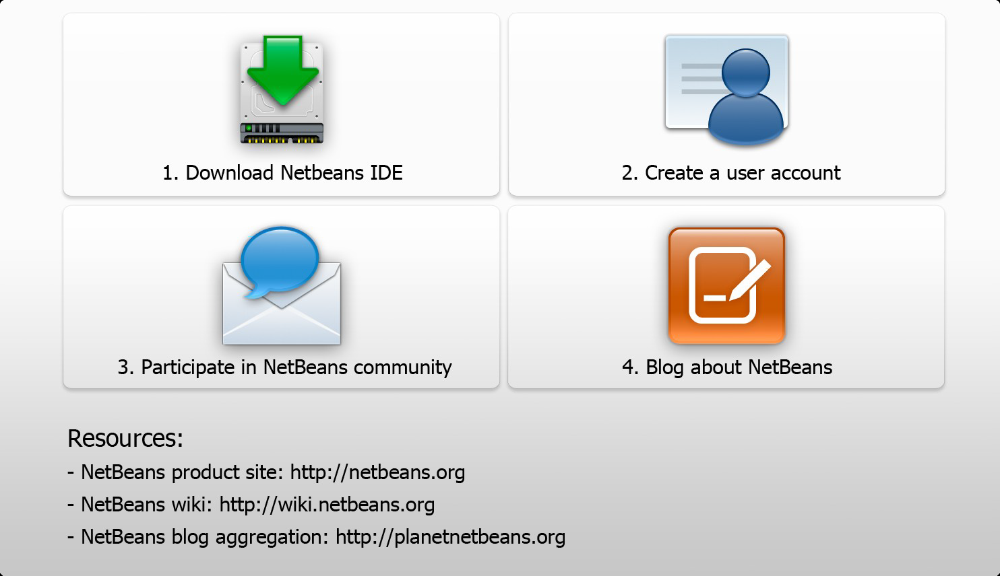 1. Download Netbeans IDE
2. Create a user account
3. Participate in NetBeans community
4. Blog about NetBeans
Resources:
- NetBeans product site: http://netbeans.org
- NetBeans wiki: http://wiki.netbeans.org
- NetBeans blog aggregation: http://planetnetbeans.org